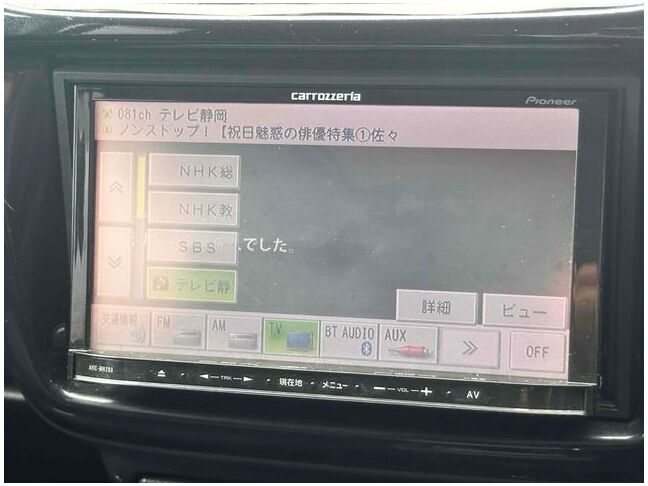 carrozzeria
Pioneer
081ch テレビ静岡
ノンストップ！【祝日魅惑の俳優特集①佐々
NHK総
NHK教
SBS
でした。
テレビ静
詳細
ビュー
交通情報
FM
AM
TV
BT AUDIO
AUX
OFF
TRK
現在地
メニュー
− VOL +
AV